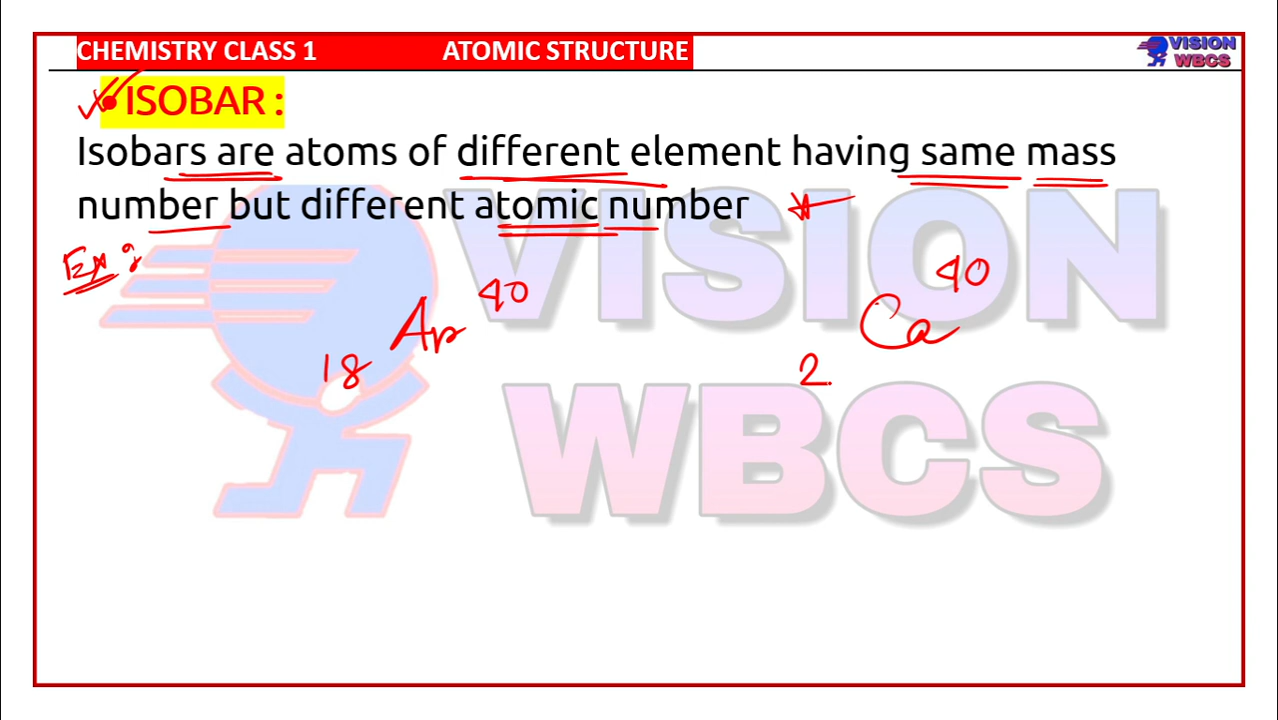 CHEMISTRY CLASS 1 ATOMIC STRUCTURE
VISION
WBCS
ISOBAR :
Isobars are atoms of different element having same mass
number but different atomic number
Ex :
18 Ar 40
2 Ca 40
VISION
WBCS